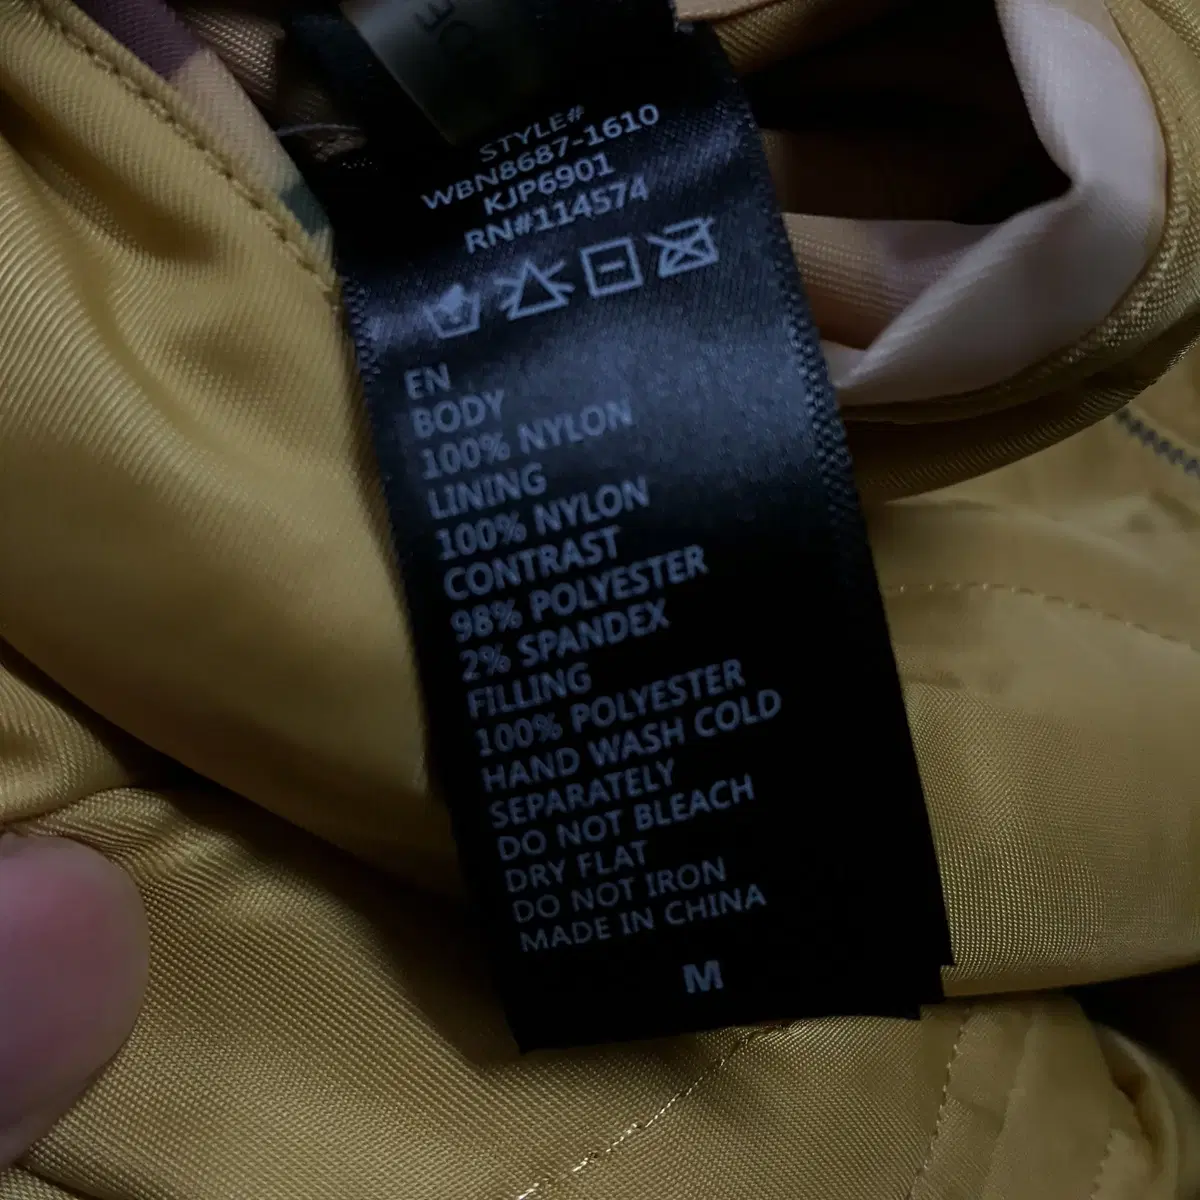 STYLE#
WBN8687-1610
KJP6901
RN#114574
EN
BODY
100% NYLON
LINING
100% NYLON
CONTRAST
98% POLYESTER
2% SPANDEX
FILLING
100% POLYESTER
HAND WASH COLD
SEPARATELY
DO NOT BLEACH
DRY FLAT
DO NOT IRON
MADE IN CHINA
M